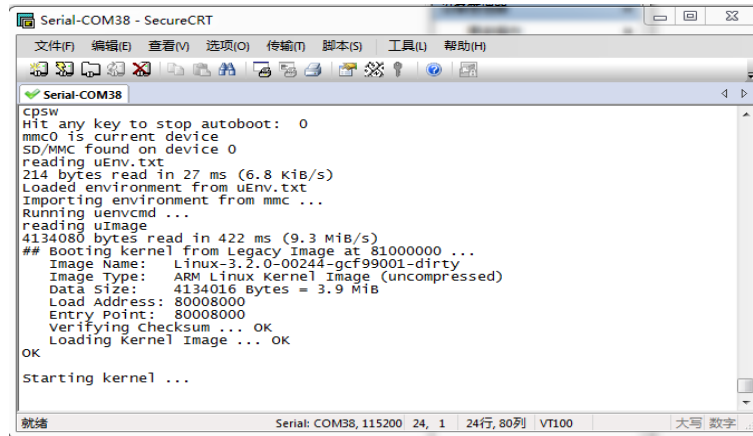 Serial-COM38 - SecureCRT
文件(F) 编辑(E) 查看(V) 选项(O) 传输(T) 脚本(S) 工具(L) 帮助(H)
Serial-COM38
cpsw
Hit any key to stop autoboot:  0
mmc0 is current device
SD/MMC found on device 0
reading uEnv.txt
214 bytes read in 27 ms (6.8 KiB/s)
Loaded environment from uEnv.txt
Importing environment from mmc ...
Running uenvcmd ...
reading uImage
4134080 bytes read in 422 ms (9.3 MiB/s)
## Booting kernel from Legacy Image at 81000000 ...
   Image Name:   Linux-3.2.0-00244-gcf99001-dirty
   Image Type:   ARM Linux Kernel Image (uncompressed)
   Data Size:    4134016 Bytes = 3.9 MiB
   Load Address: 80008000
   Entry Point:  80008000
   Verifying Checksum ... OK
   Loading Kernel Image ... OK
OK
Starting kernel ...
就绪 Serial: COM38, 115200 24, 1 24行, 80列 VT100 大写 数字